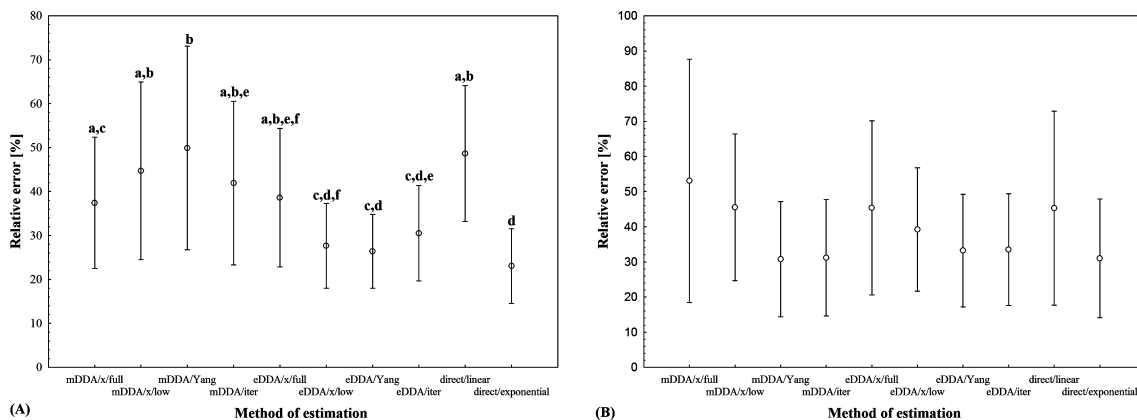 80
70
60
50
40
30
20
10
0
Relative error [%]
a,c
a,b
b
a,b,e
a,b,e,f
c,d,f
c,d
c,d,e
a,b
d
mDDA/x/full
mDDA/x/low
mDDA/Yang
mDDA/iter
eDDA/x/full
eDDA/x/low
eDDA/Yang
eDDA/iter
direct/linear
direct/exponential
(A)
Method of estimation
100
90
80
70
60
50
40
30
20
10
0
Relative error [%]
mDDA/x/full
mDDA/x/low
mDDA/Yang
mDDA/iter
eDDA/x/full
eDDA/x/low
eDDA/Yang
eDDA/iter
direct/linear
direct/exponential
(B)
Method of estimation